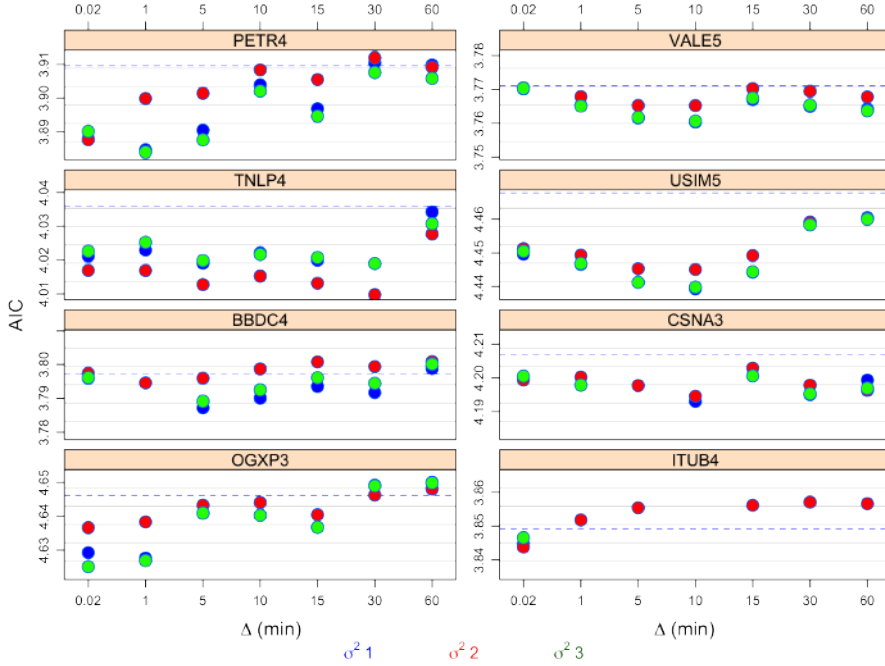 0.02 1 5 10 15 30 60 0.02 1 5 10 15 30 60
PETR4 VALE5
3.89 3.90 3.91
3.75 3.76 3.77 3.78
TNLP4 USIM5
4.01 4.02 4.03 4.04
4.44 4.45 4.46
AIC
BBDC4 CSNA3
3.78 3.79 3.80
4.19 4.20 4.21
OGXP3 ITUB4
4.63 4.64 4.65
3.84 3.85 3.86
0.02 1 5 10 15 30 60 0.02 1 5 10 15 30 60
Δ (min) Δ (min)
σ² 1 σ² 2 σ² 3